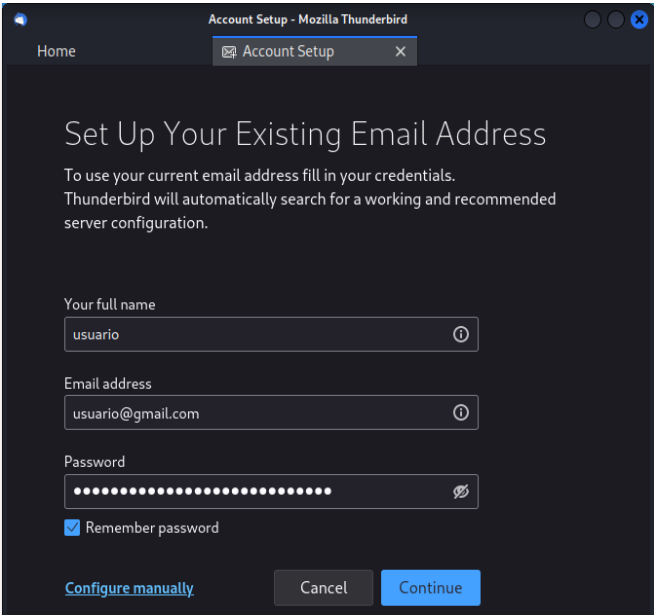 Account Setup - Mozilla Thunderbird
Home
Account Setup
Set Up Your Existing Email Address
To use your current email address fill in your credentials.
Thunderbird will automatically search for a working and recommended
server configuration.
Your full name
usuario
Email address
usuario@gmail.com
Password
••••••••••••••••••••••••••••
Remember password
Configure manually
Cancel
Continue